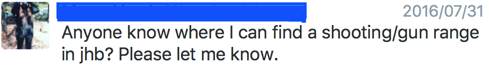 2016/07/31
Anyone know where I can find a shooting/gun range
in jhb? Please let me know.